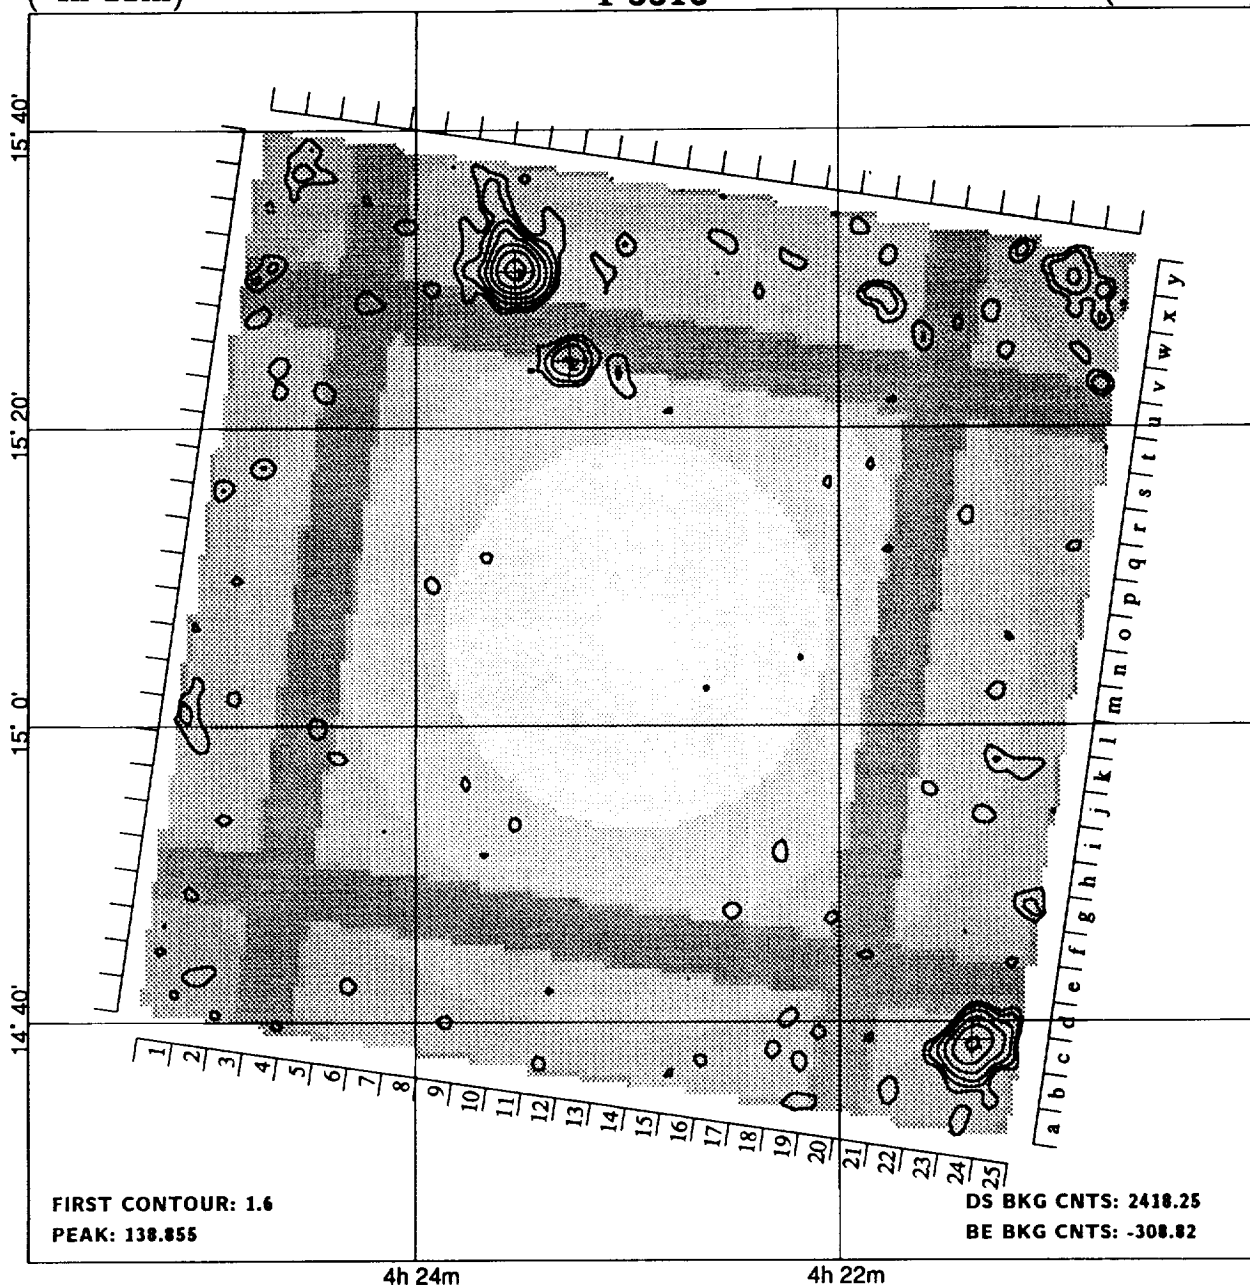 15° 40'
15° 20'
15° 0'
14° 40'
y
x
w
v
u
t
s
r
q
p
o
n
m
l
k
j
i
h
g
f
e
d
c
b
a
1 2 3 4 5 6 7 8 9 10 11 12 13 14 15 16 17 18 19 20 21 22 23 24 25
FIRST CONTOUR: 1.6
PEAK: 138.855
DS BKG CNTS: 2418.25
BE BKG CNTS: -308.82
4h 24m
4h 22m